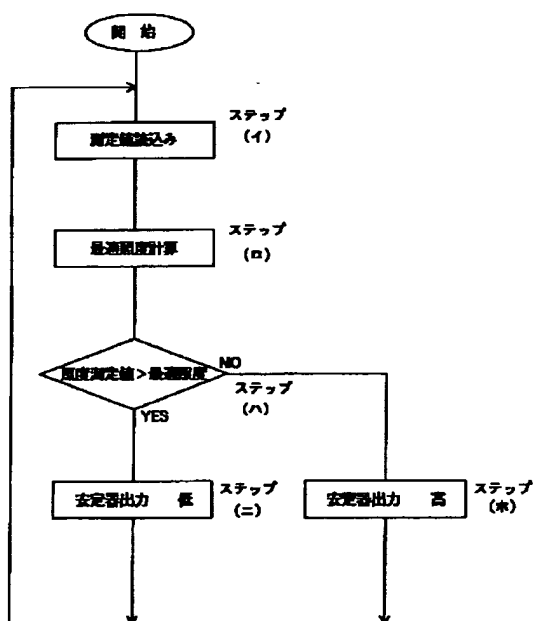 開 始
ステップ
(イ)
測定値読込み
ステップ
(ロ)
最適照度計算
照度測定値＞最適照度
NO
ステップ
(ハ)
YES
安定器出力 低
ステップ
(ニ)
安定器出力 高
ステップ
(ホ)